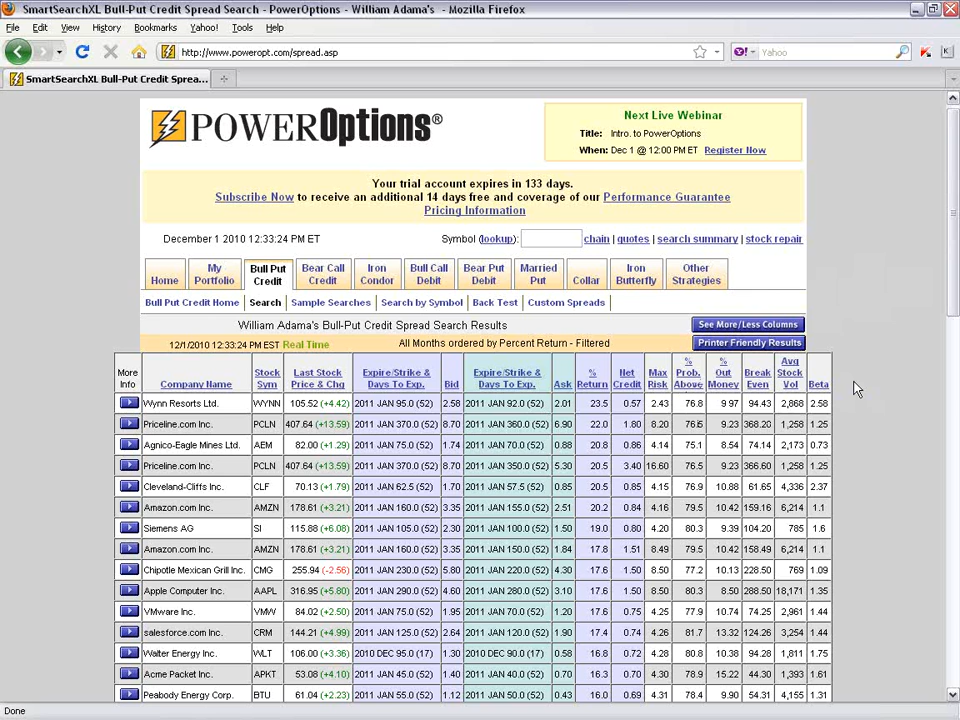 SmartSearchXL Bull-Put Credit Spread Search - PowerOptions - William Adama's - Mozilla Firefox
File Edit View History Bookmarks Yahoo! Tools Help
http://www.poweropt.com/spread.asp Y! Yahoo
SmartSearchXL Bull-Put Credit Sprea...
POWEROptions®
Next Live Webinar
Title: Intro. to PowerOptions
When: Dec 1 @ 12:00 PM ET Register Now
Your trial account expires in 133 days.
Subscribe Now to receive an additional 14 days free and coverage of our Performance Guarantee
Pricing Information
December 1 2010 12:33:24 PM ET Symbol (lookup): chain | quotes | search summary | stock repair
Home My Portfolio Bull Put Credit Bear Call Credit Iron Condor Bull Call Debit Bear Put Debit Married Put Collar Iron Butterfly Other Strategies
Bull Put Credit Home | Search | Sample Searches | Search by Symbol | Back Test | Custom Spreads
William Adama's Bull-Put Credit Spread Search Results See More/Less Columns
12/1/2010 12:33:24 PM EST Real Time All Months ordered by Percent Return - Filtered Printer Friendly Results
More Info Company Name Stock Sym Last Stock Price & Chg Expire/Strike & Days To Exp. Bid Expire/Strike & Days To Exp. Ask % Return Net Credit Max Risk % Prob. Above % Out Money Break Even Avg Stock Vol Beta
Wynn Resorts Ltd. WYNN 105.52 (+4.42) 2011 JAN 95.0 (52) 2.58 2011 JAN 92.0 (52) 2.01 23.5 0.57 2.43 76.8 9.97 94.43 2,868 2.58
Priceline.com Inc. PCLN 407.64 (+13.59) 2011 JAN 370.0 (52) 8.70 2011 JAN 360.0 (52) 6.90 22.0 1.80 8.20 76.5 9.23 368.20 1,258 1.25
Agnico-Eagle Mines Ltd. AEM 82.00 (+1.29) 2011 JAN 75.0 (52) 1.74 2011 JAN 70.0 (52) 0.88 20.8 0.86 4.14 75.1 8.54 74.14 2,173 0.73
Priceline.com Inc. PCLN 407.64 (+13.59) 2011 JAN 370.0 (52) 8.70 2011 JAN 350.0 (52) 5.30 20.5 3.40 16.60 76.5 9.23 366.60 1,258 1.25
Cleveland-Cliffs Inc. CLF 70.13 (+1.79) 2011 JAN 62.5 (52) 1.70 2011 JAN 57.5 (52) 0.85 20.5 0.85 4.15 76.9 10.88 61.65 4,336 2.37
Amazon.com Inc. AMZN 178.61 (+3.21) 2011 JAN 160.0 (52) 3.35 2011 JAN 155.0 (52) 2.51 20.2 0.84 4.16 79.5 10.42 159.16 6,214 1.1
Siemens AG SI 115.88 (+6.08) 2011 JAN 105.0 (52) 2.30 2011 JAN 100.0 (52) 1.50 19.0 0.80 4.20 80.3 9.39 104.20 785 1.6
Amazon.com Inc. AMZN 178.61 (+3.21) 2011 JAN 160.0 (52) 3.35 2011 JAN 150.0 (52) 1.84 17.8 1.51 8.49 79.5 10.42 158.49 6,214 1.1
Chipotle Mexican Grill Inc. CMG 255.94 (-2.56) 2011 JAN 230.0 (52) 5.80 2011 JAN 220.0 (52) 4.30 17.6 1.50 8.50 77.2 10.13 228.50 769 1.09
Apple Computer Inc. AAPL 316.95 (+5.80) 2011 JAN 290.0 (52) 4.60 2011 JAN 280.0 (52) 3.10 17.6 1.50 8.50 80.3 8.50 288.50 18,171 1.35
VMware Inc. VMW 84.02 (+2.50) 2011 JAN 75.0 (52) 1.95 2011 JAN 70.0 (52) 1.20 17.6 0.75 4.25 77.9 10.74 74.25 2,961 1.44
salesforce.com Inc. CRM 144.21 (+4.99) 2011 JAN 125.0 (52) 2.64 2011 JAN 120.0 (52) 1.90 17.4 0.74 4.26 81.7 13.32 124.26 3,254 1.44
Walter Energy Inc. WLT 106.00 (+3.36) 2010 DEC 95.0 (17) 1.30 2010 DEC 90.0 (17) 0.58 16.8 0.72 4.28 80.8 10.38 94.28 1,811 1.75
Acme Packet Inc. APKT 53.08 (+4.10) 2011 JAN 45.0 (52) 1.40 2011 JAN 40.0 (52) 0.70 16.3 0.70 4.30 78.9 15.22 44.30 1,393 1.61
Peabody Energy Corp. BTU 61.04 (+2.23) 2011 JAN 55.0 (52) 1.12 2011 JAN 50.0 (52) 0.43 16.0 0.69 4.31 78.4 9.90 54.31 4,155 1.31
Done